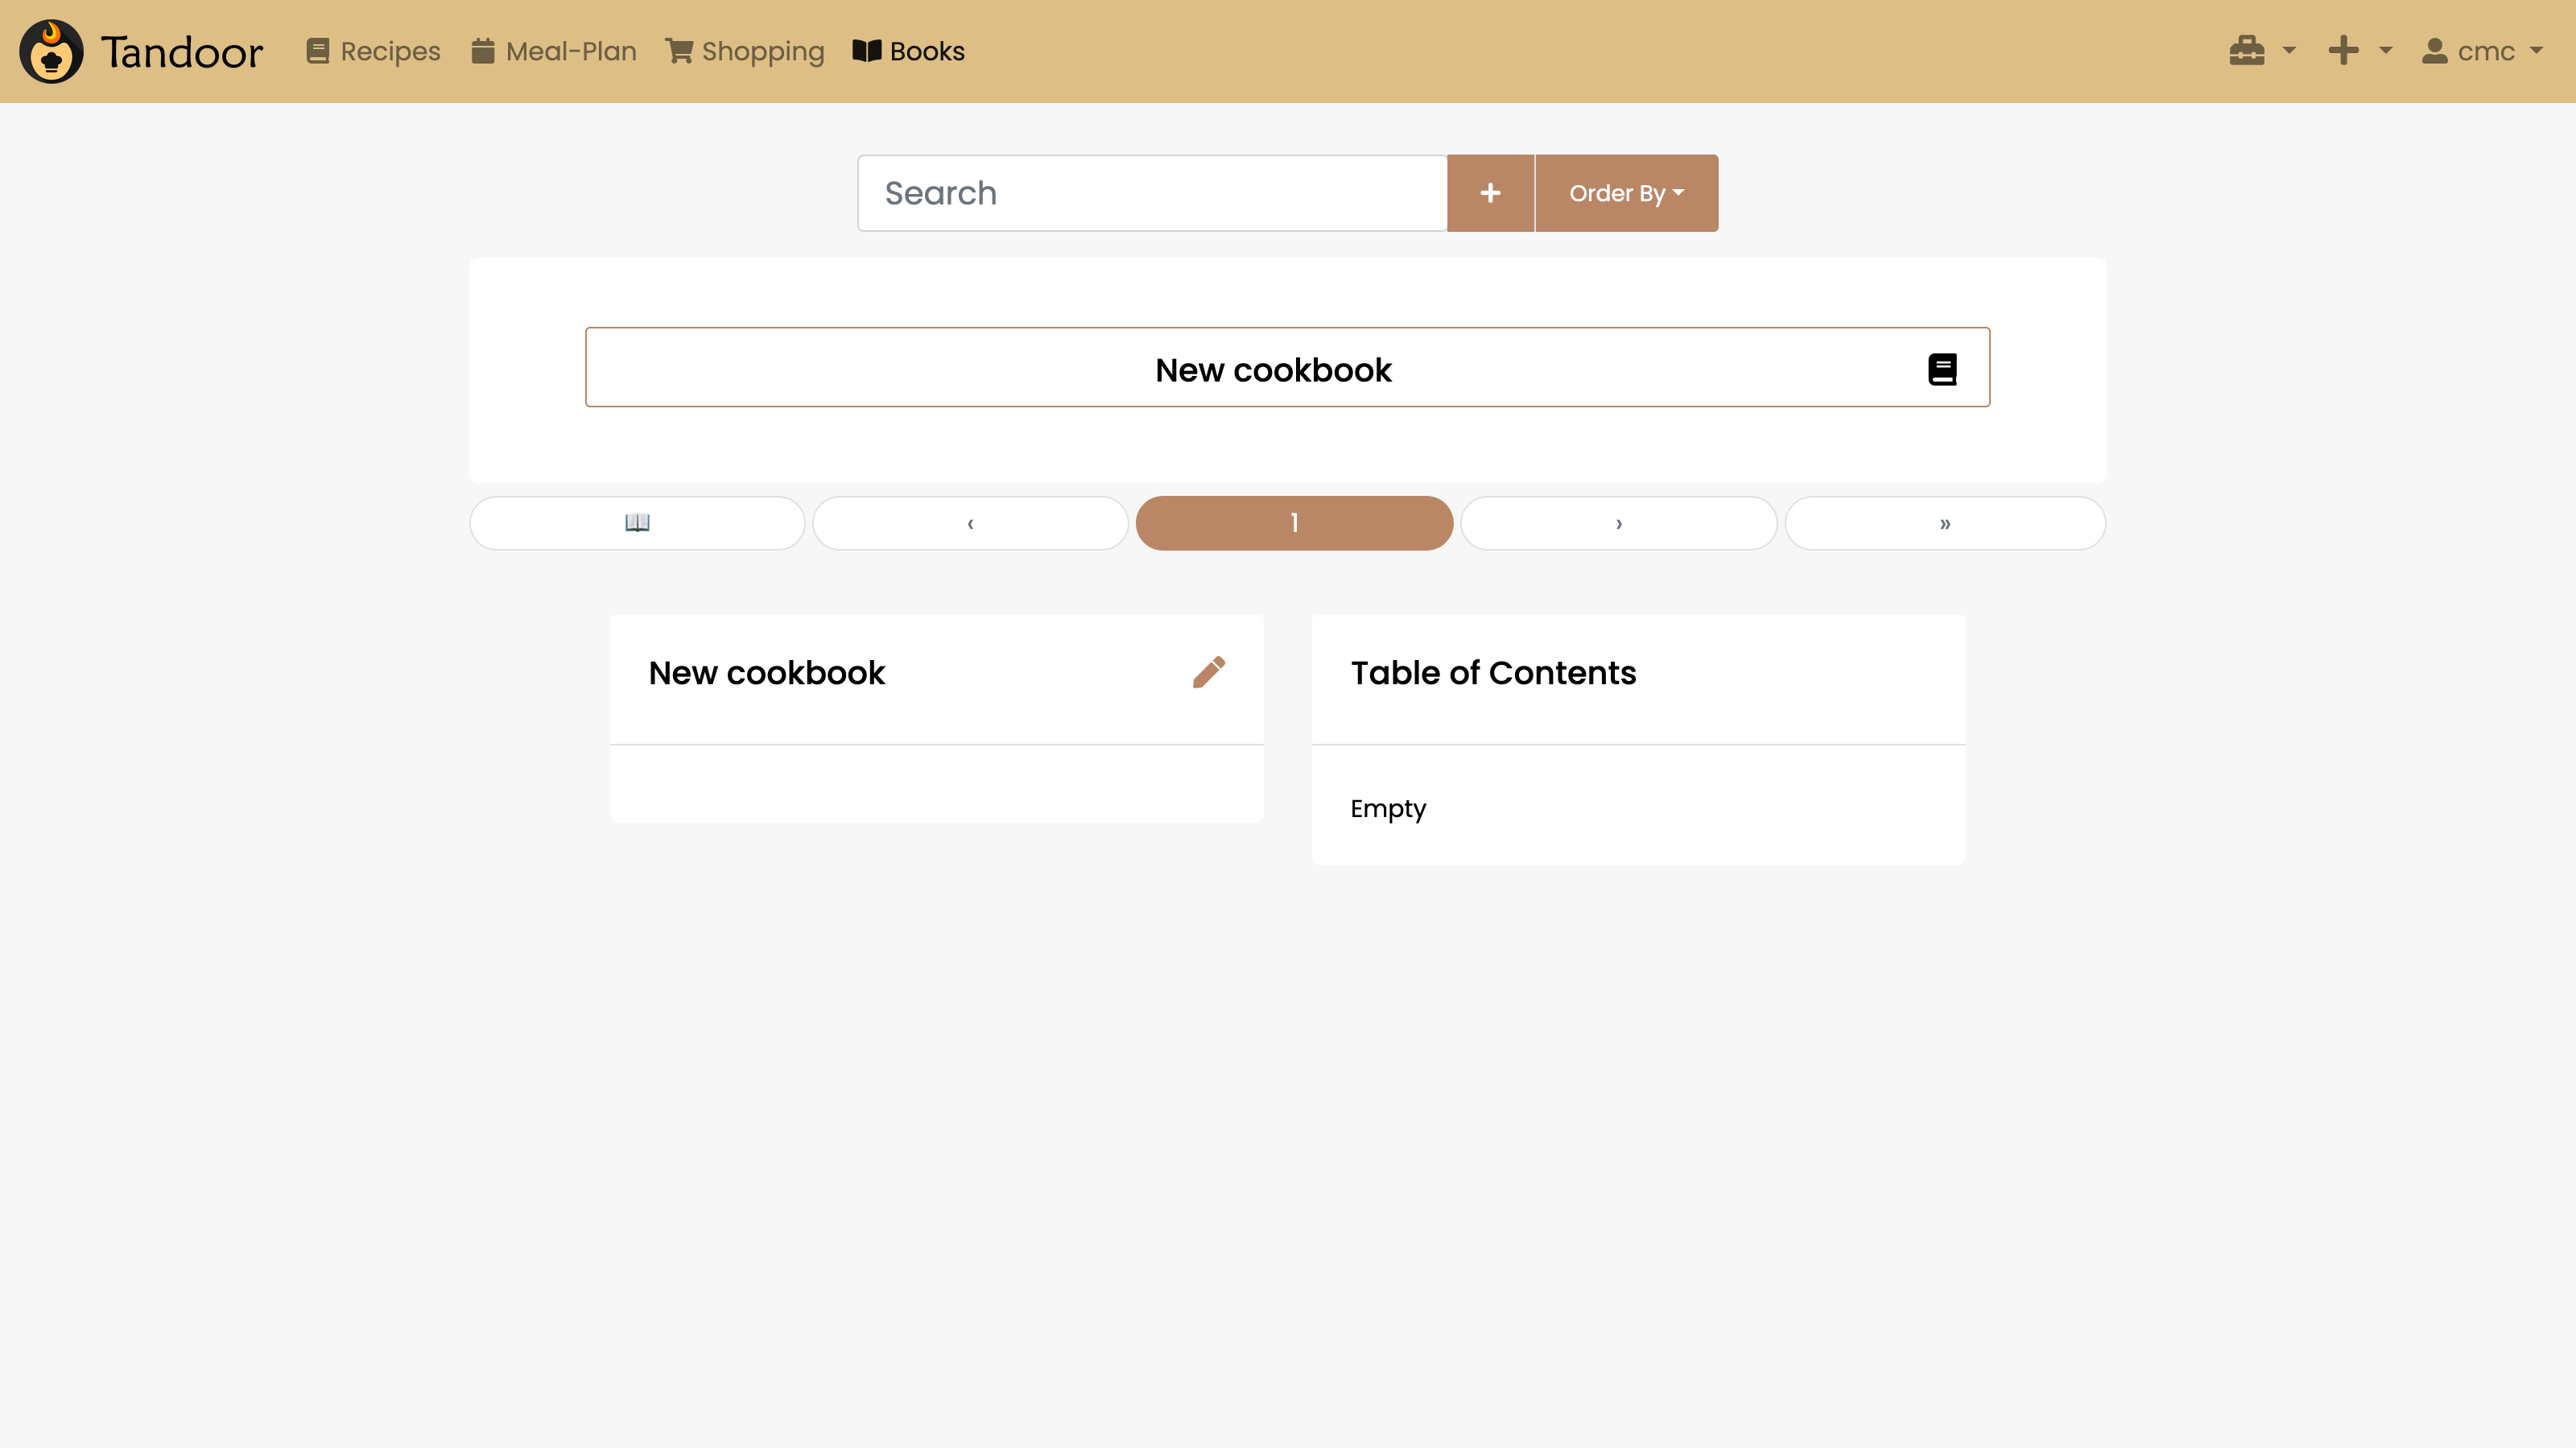 Tandoor Recipes Meal-Plan Shopping Books cmc
Search + Order By
New cookbook
‹ 1 › »
New cookbook
Table of Contents
Empty